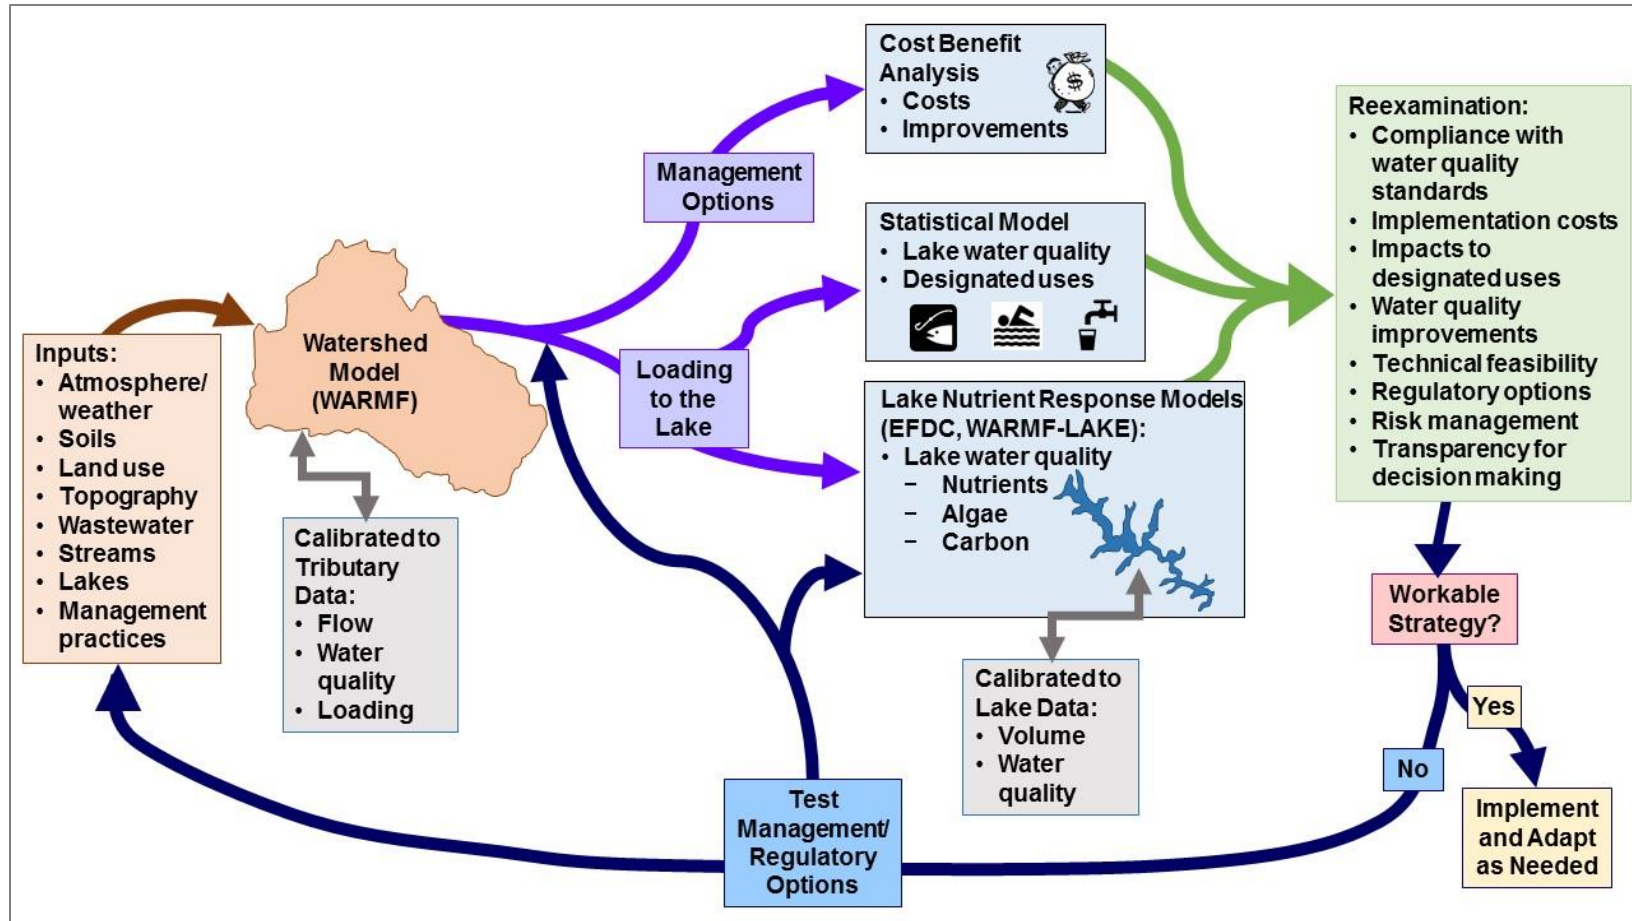 Inputs:
• Atmosphere/
weather
• Soils
• Land use
• Topography
• Wastewater
• Streams
• Lakes
• Management
practices
Watershed
Model
(WARMF)
Calibrated to
Tributary
Data:
• Flow
• Water
quality
• Loading
Management
Options
Loading
to the
Lake
Cost Benefit
Analysis
• Costs
• Improvements
$
Statistical Model
• Lake water quality
• Designated uses
Lake Nutrient Response Models
(EFDC, WARMF-LAKE):
• Lake water quality
– Nutrients
– Algae
– Carbon
Calibrated to
Lake Data:
• Volume
• Water
quality
Reexamination:
• Compliance with
water quality
standards
• Implementation costs
• Impacts to
designated uses
• Water quality
improvements
• Technical feasibility
• Regulatory options
• Risk management
• Transparency for
decision making
Workable
Strategy?
Yes
No
Implement
and Adapt
as Needed
Test
Management/
Regulatory
Options